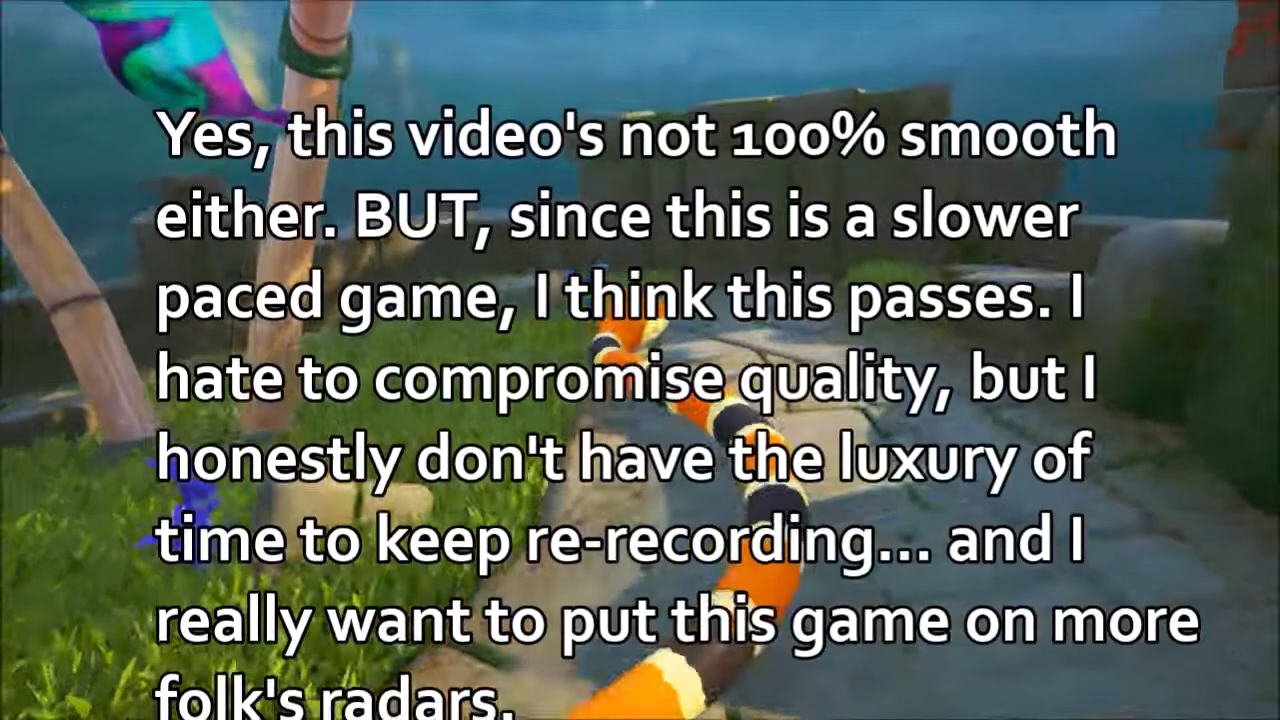 Yes, this video's not 100% smooth
either. BUT, since this is a slower
paced game, I think this passes. I
hate to compromise quality, but I
honestly don't have the luxury of
time to keep re-recording... and I
really want to put this game on more
folk's radars.